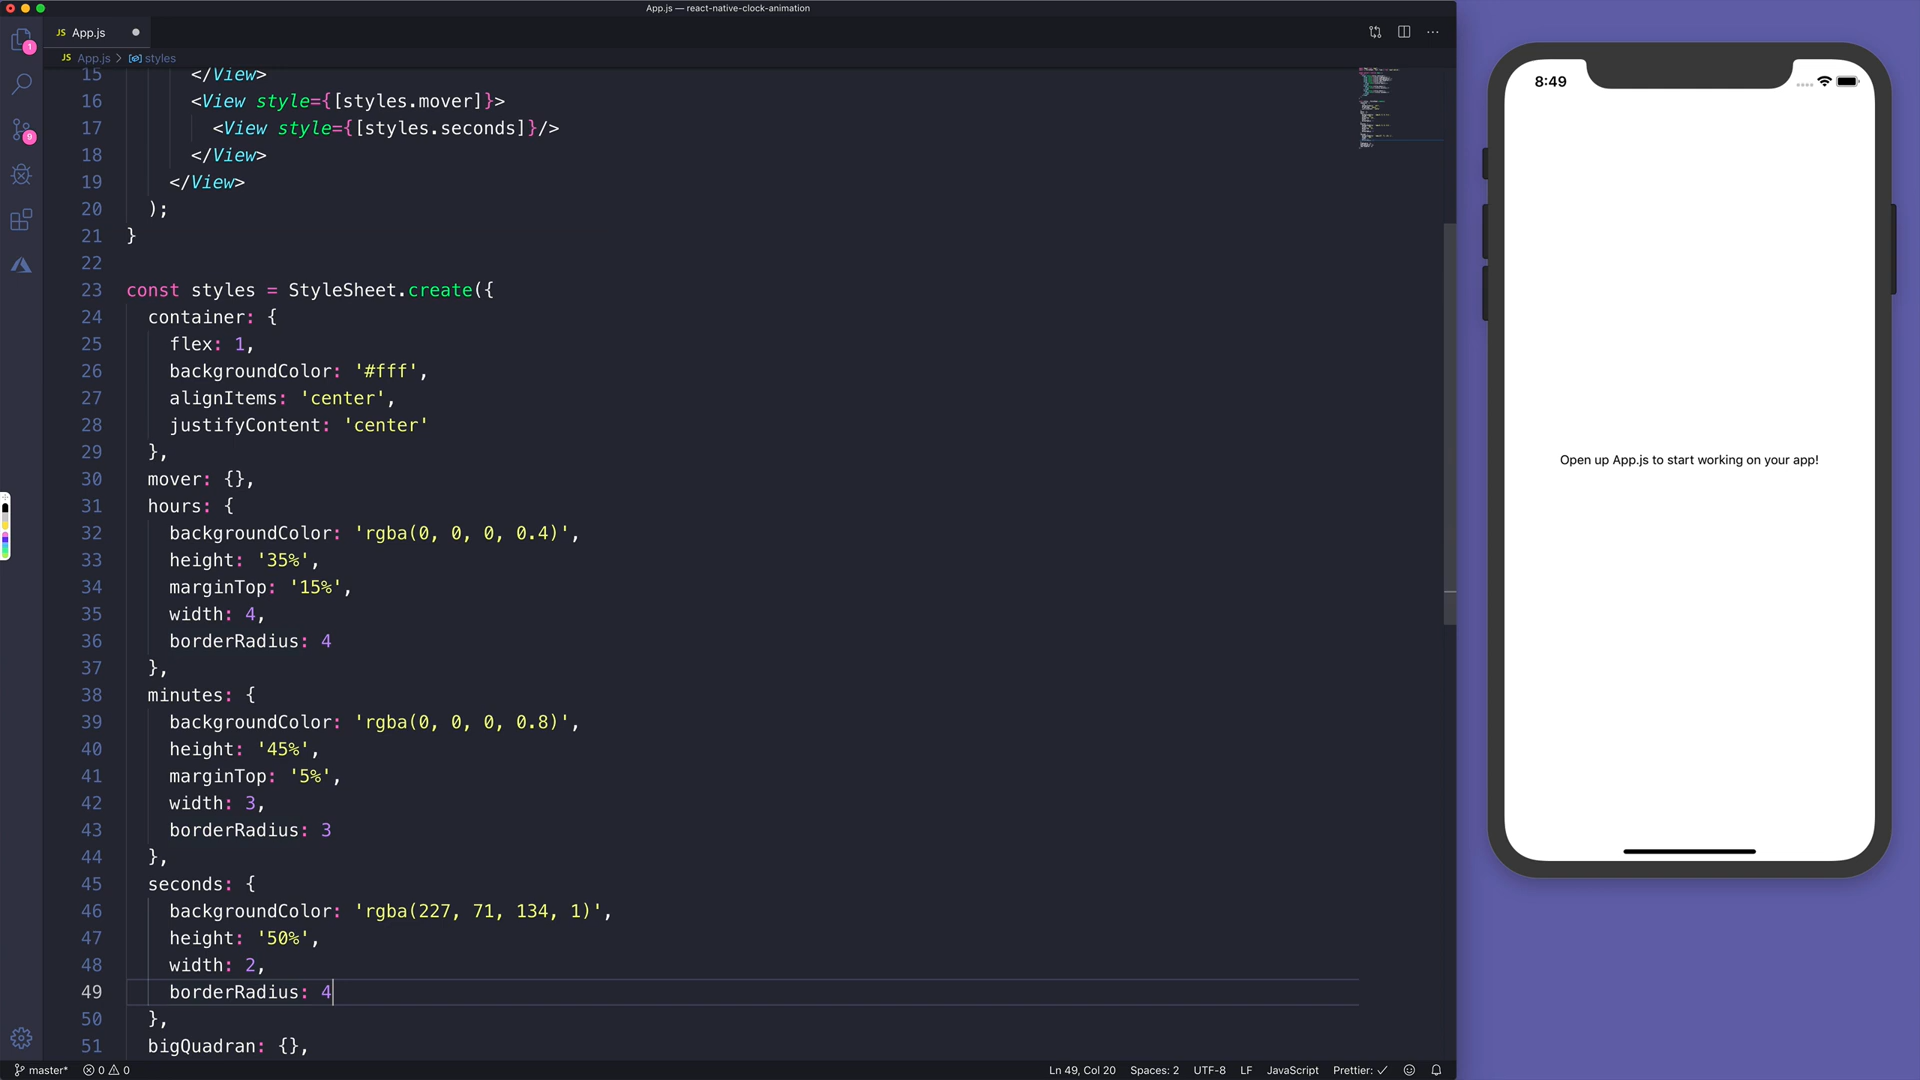 App.js — react-native-clock-animation
JS App.js
JS App.js > styles
1
9
15 </View>
16 <View style={[styles.mover]}>
17 <View style={[styles.seconds]}/>
18 </View>
19 </View>
20 );
21 }
22
23 const styles = StyleSheet.create({
24 container: {
25 flex: 1,
26 backgroundColor: '#fff',
27 alignItems: 'center',
28 justifyContent: 'center'
29 },
30 mover: {},
31 hours: {
32 backgroundColor: 'rgba(0, 0, 0, 0.4)',
33 height: '35%',
34 marginTop: '15%',
35 width: 4,
36 borderRadius: 4
37 },
38 minutes: {
39 backgroundColor: 'rgba(0, 0, 0, 0.8)',
40 height: '45%',
41 marginTop: '5%',
42 width: 3,
43 borderRadius: 3
44 },
45 seconds: {
46 backgroundColor: 'rgba(227, 71, 134, 1)',
47 height: '50%',
48 width: 2,
49 borderRadius: 4
50 },
51 bigQuadran: {},
master* 0 0
Ln 49, Col 20 Spaces: 2 UTF-8 LF JavaScript Prettier: ✓
8:49
Open up App.js to start working on your app!